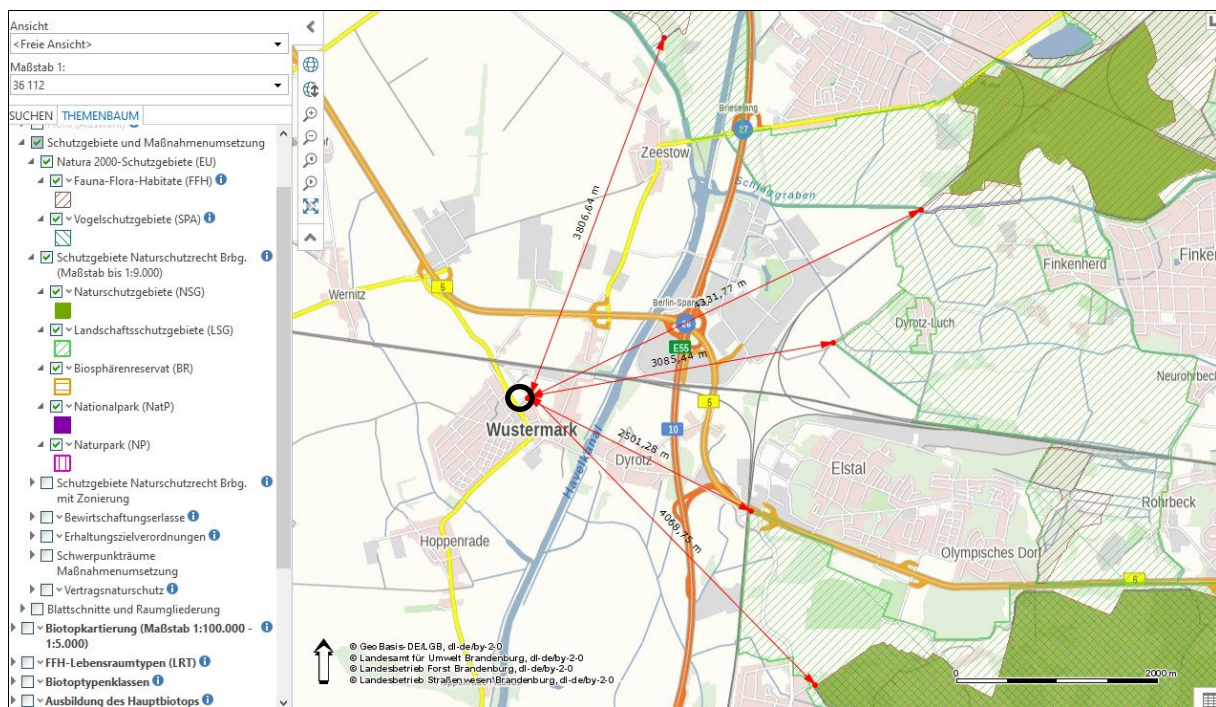 Ansicht
<Freie Ansicht>
Maßstab 1:
36 112
SUCHEN THEMENBAUM
Schutzgebiete und Maßnahmenumsetzung
Natura 2000-Schutzgebiete (EU)
Fauna-Flora-Habitate (FFH)
Vogelschutzgebiete (SPA)
Schutzgebiete Naturschutzrecht Brbg.
(Maßstab bis 1:9.000)
Naturschutzgebiete (NSG)
Landschaftsschutzgebiete (LSG)
Biosphärenreservat (BR)
Nationalpark (NatP)
Naturpark (NP)
Schutzgebiete Naturschutzrecht Brbg.
mit Zonierung
Bewirtschaftungserlasse
Erhaltungszielverordnungen
Schwerpunkträume
Maßnahmenumsetzung
Vertragsnaturschutz
Blattschnitte und Raumgliederung
Biotopkartierung (Maßstab 1:100.000 -
1:5.000)
FFH-Lebensraumtypen (LRT)
Biotoptypenklassen
Ausbildung des Hauptbiotops
Brieselang
27
Zeestow
Schlaggraben
3806,64 m
Finkenherd
Finken
Wernitz
5
Berlin-Spandau
26
4331,77 m
E55
3085,44 m
Dyrotz-Luch
Neurohrbeck
5
Wustermark
10
2501,28 m
Dyrotz
Havelkanal
Elstal
Rohrbeck
4068,75 m
Hoppenrade
Olympisches Dorf
© GeoBasis-DE/LGB, dl-de/by-2-0
© Landesamt für Umwelt Brandenburg, dl-de/by-2-0
© Landesbetrieb Forst Brandenburg, dl-de/by-2-0
© Landesbetrieb Straßenwesen Brandenburg, dl-de/by-2-0
0
2000 m